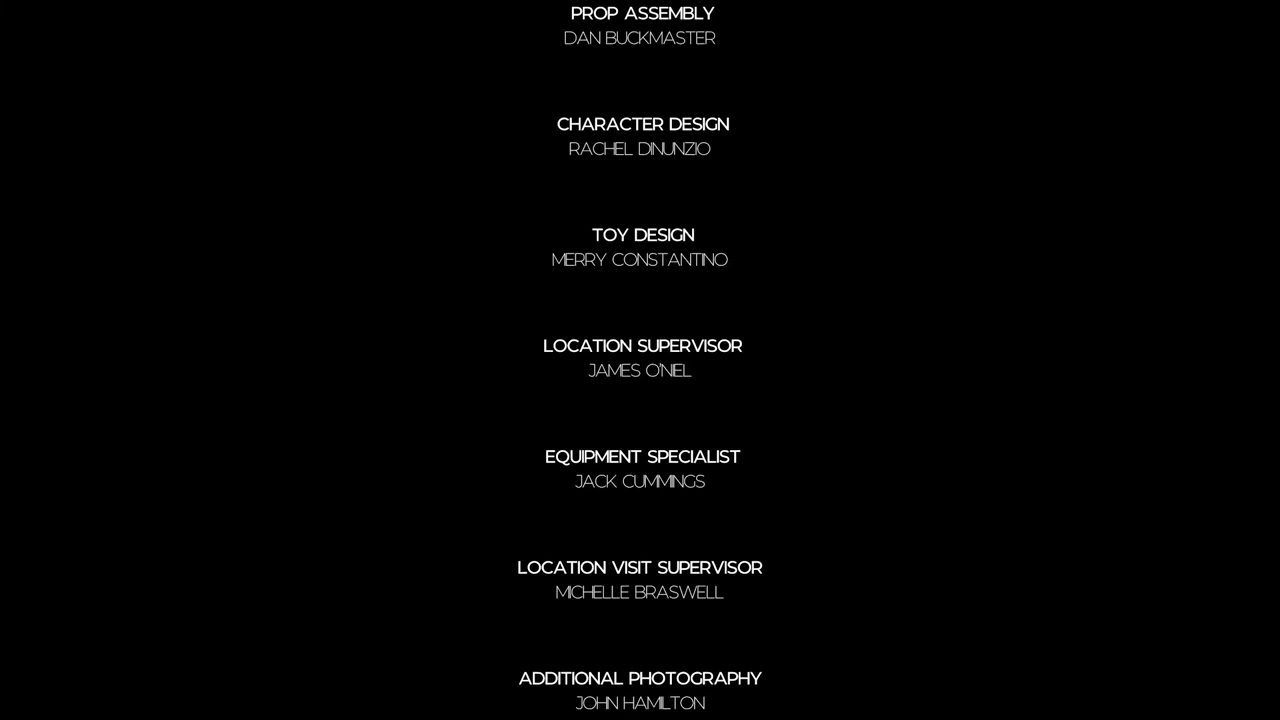 PROP ASSEMBLY
DAN BUCKMASTER
CHARACTER DESIGN
RACHEL DINUNZIO
TOY DESIGN
MERRY CONSTANTINO
LOCATION SUPERVISOR
JAMES O'NIEL
EQUIPMENT SPECIALIST
JACK CUMMINGS
LOCATION VISIT SUPERVISOR
MICHELLE BRASWELL
ADDITIONAL PHOTOGRAPHY
JOHN HAMILTON